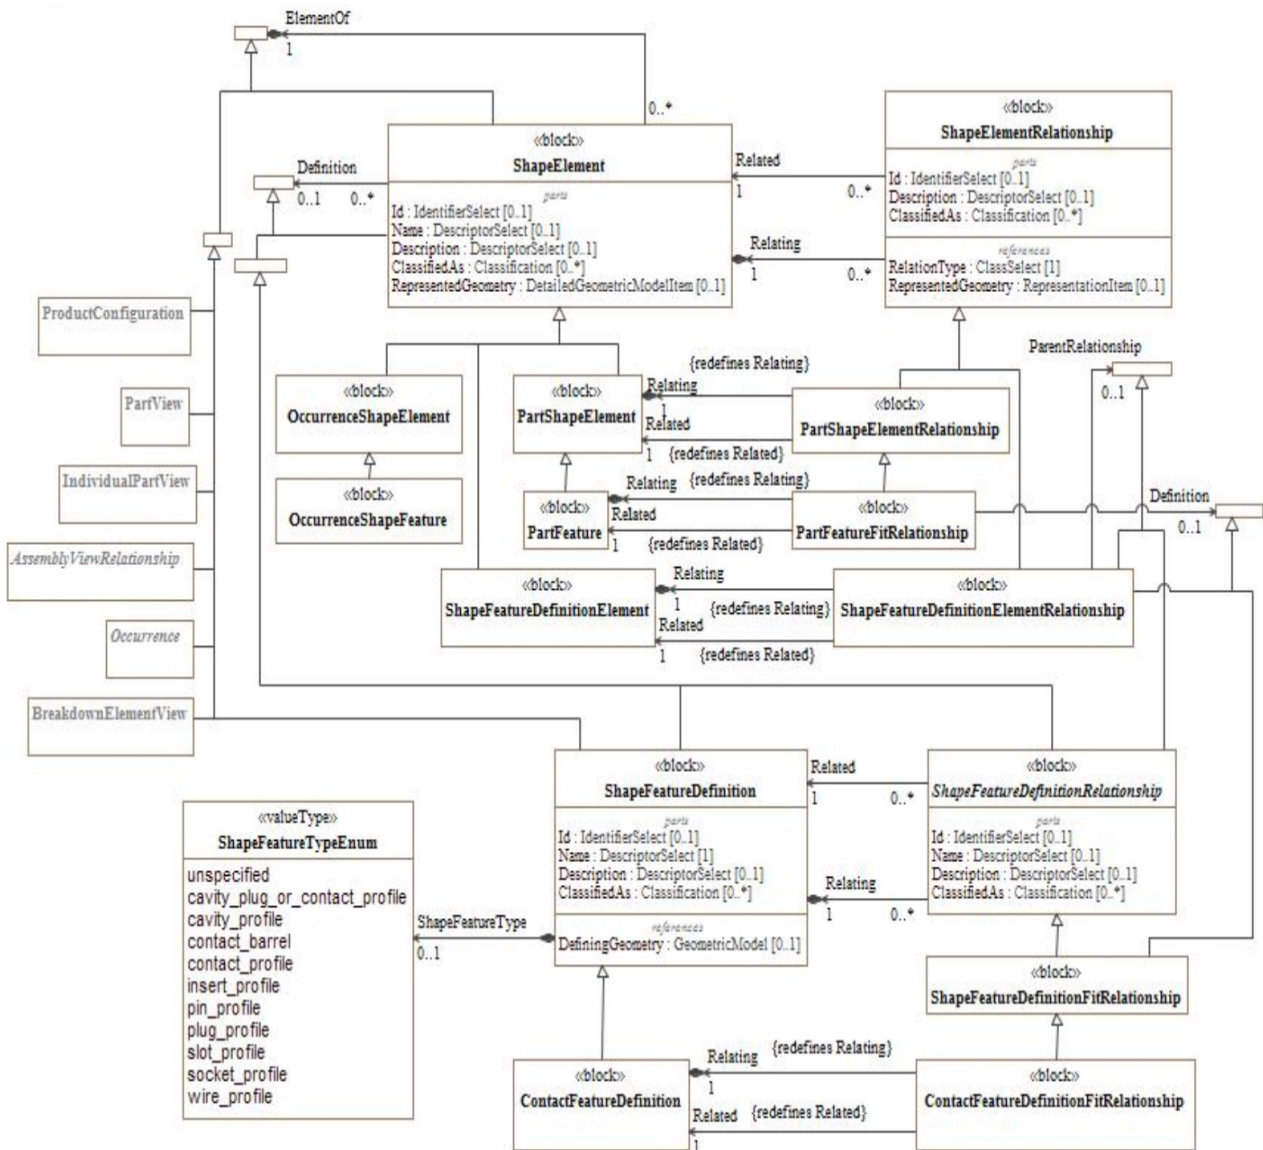 ElementOf
1
0..*
«block»
ShapeElement
parts
Id : IdentifierSelect [0..1]
Name : DescriptorSelect [0..1]
Description : DescriptorSelect [0..1]
ClassifiedAs : Classification [0..*]
RepresentedGeometry : DetailedGeometricModelItem [0..1]
Definition
0..1
0..*
«block»
ShapeElementRelationship
parts
Id : IdentifierSelect [0..1]
Description : DescriptorSelect [0..1]
ClassifiedAs : Classification [0..*]
references
RelationType : ClassSelect [1]
RepresentedGeometry : RepresentationItem [0..1]
Related
1
0..*
Relating
1
0..*
ProductConfiguration
PartView
IndividualPartView
AssemblyViewRelationship
Occurrence
BreakdownElementView
«block»
OccurrenceShapeElement
«block»
OccurrenceShapeFeature
«block»
PartShapeElement
«block»
PartFeature
{redefines Relating}
Relating
1
Related
1
{redefines Related}
«block»
PartShapeElementRelationship
Relating
{redefines Relating}
1
Related
1
{redefines Related}
«block»
PartFeatureFitRelationship
ParentRelationship
0..1
Definition
0..1
«block»
ShapeFeatureDefinitionElement
Relating
1
{redefines Relating}
Related
1
{redefines Related}
«block»
ShapeFeatureDefinitionElementRelationship
«valueType»
ShapeFeatureTypeEnum
unspecified
cavity_plug_or_contact_profile
cavity_profile
contact_barrel
contact_profile
insert_profile
pin_profile
plug_profile
slot_profile
socket_profile
wire_profile
ShapeFeatureType
0..1
«block»
ShapeFeatureDefinition
parts
Id : IdentifierSelect [0..1]
Name : DescriptorSelect [1]
Description : DescriptorSelect [0..1]
ClassifiedAs : Classification [0..*]
references
DefiningGeometry : GeometricModel [0..1]
Related
1
0..*
Relating
1
0..*
«block»
ShapeFeatureDefinitionRelationship
parts
Id : IdentifierSelect [0..1]
Name : DescriptorSelect [0..1]
Description : DescriptorSelect [0..1]
ClassifiedAs : Classification [0..*]
«block»
ShapeFeatureDefinitionFitRelationship
«block»
ContactFeatureDefinition
Relating
{redefines Relating}
1
Related
{redefines Related}
1
«block»
ContactFeatureDefinitionFitRelationship